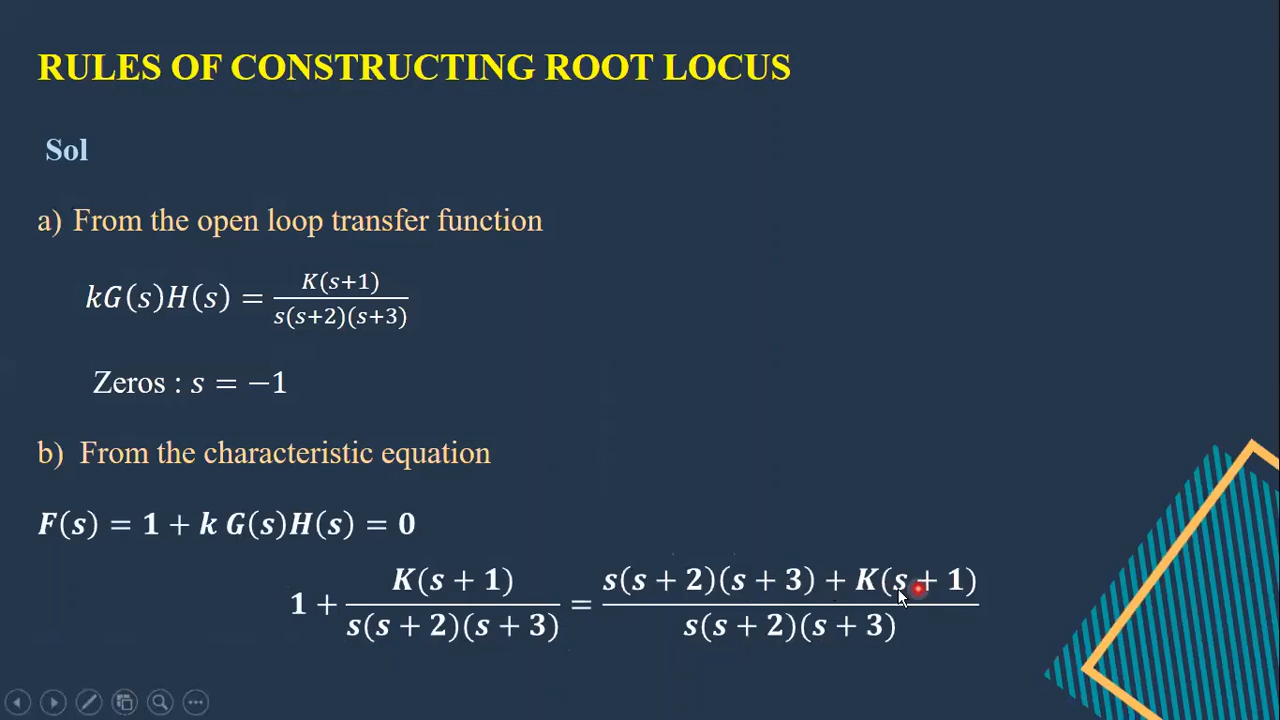 RULES OF CONSTRUCTING ROOT LOCUS
Sol
a) From the open loop transfer function
𝑘𝐺(𝑠)𝐻(𝑠) = 𝐾(𝑠+1) / 𝑠(𝑠+2)(𝑠+3)
Zeros : 𝑠 = −1
b) From the characteristic equation
𝑭(𝒔) = 𝟏 + 𝒌 𝑮(𝒔)𝑯(𝒔) = 𝟎
𝟏 + 𝑲(𝒔 + 𝟏) / 𝒔(𝒔 + 𝟐)(𝒔 + 𝟑) = 𝒔(𝒔 + 𝟐)(𝒔 + 𝟑) + 𝑲(𝒔 + 𝟏) / 𝒔(𝒔 + 𝟐)(𝒔 + 𝟑)